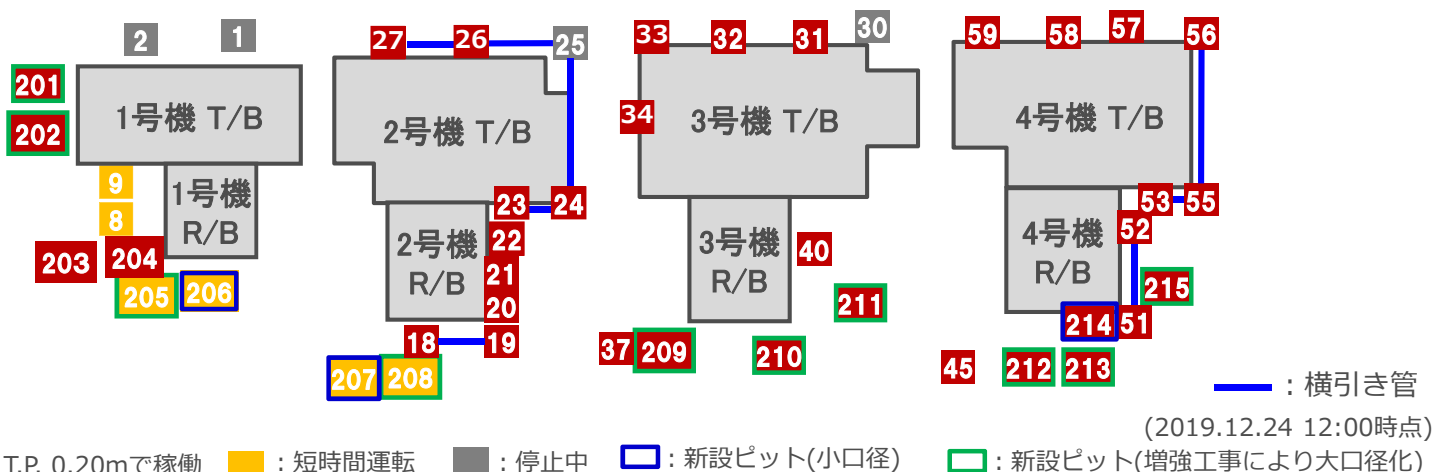 2 1 27 26 25 33 32 31 30 59 58 57 56
201 202 1号機 T/B 2号機 T/B 34 3号機 T/B 4号機 T/B
9 8 1号機
R/B
23 24 53 55
203 204 205 206
2号機
R/B
22 21 20
3号機
R/B
40
4号機
R/B
52
211 215
18 19 37 209 210 214 51
207 208 45 212 213
: 横引き管
(2019.12.24 12:00時点)
T.P. 0.20mで稼働 : 短時間運転 : 停止中 : 新設ピット(小口径) : 新設ピット(増強工事により大口径化)